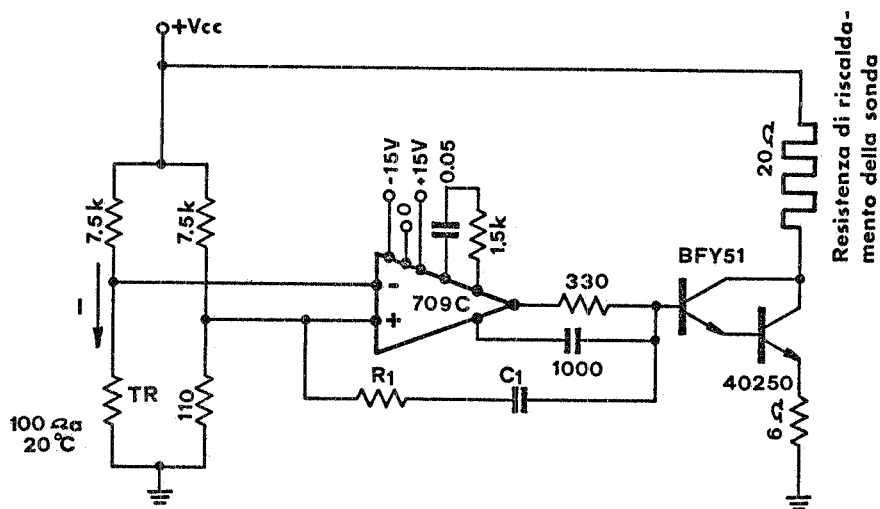 +Vcc
Resistenza di riscalda-
mento della sonda
20Ω
-15V
0
+15V
0.05
1.5k
7.5k
7.5k
BFY51
I
-
709C
+
330
1000
R1
C1
40250
TR
110
100 Ω a
20°C
6Ω